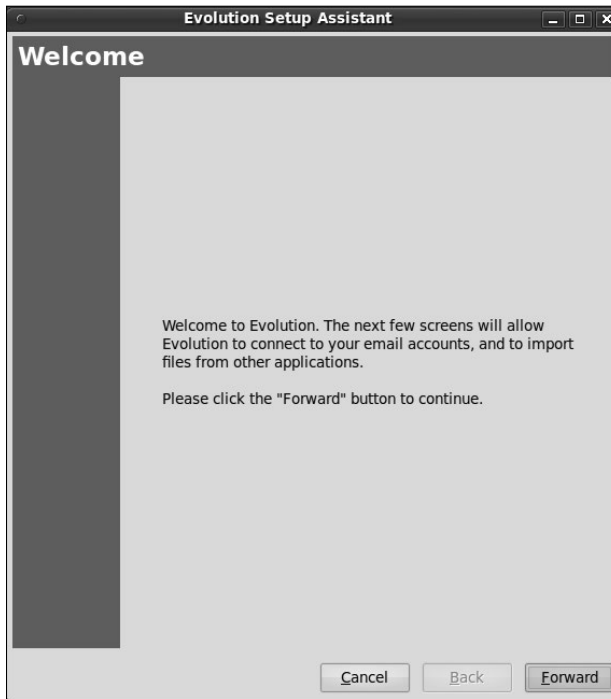 Evolution Setup Assistant
Welcome
Welcome to Evolution. The next few screens will allow
Evolution to connect to your email accounts, and to import
files from other applications.
Please click the "Forward" button to continue.
Cancel
Back
Forward